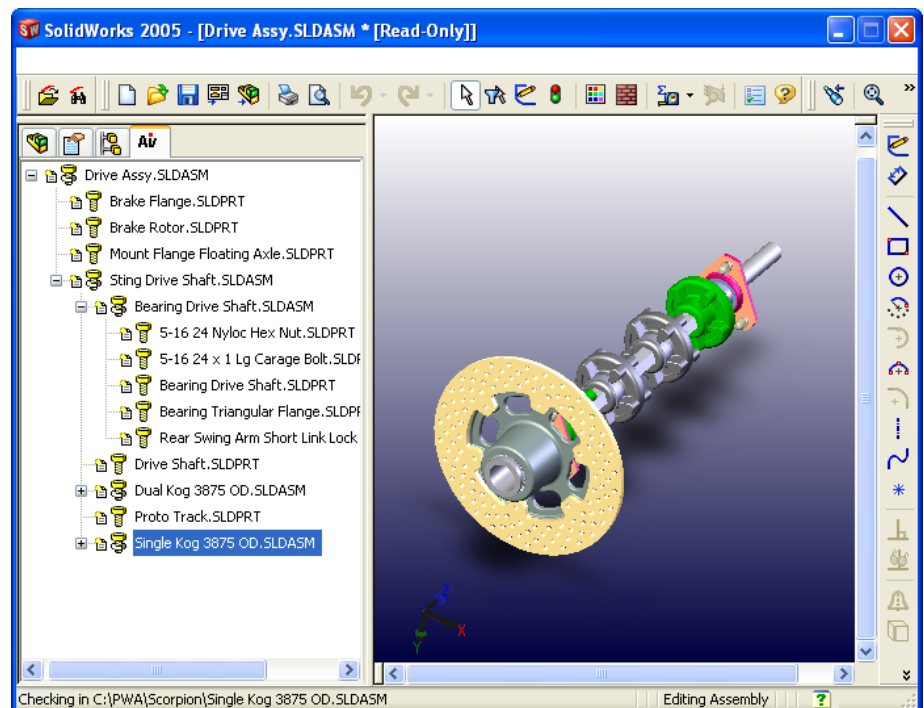 SolidWorks 2005 - [Drive Assy.SLDASM * [Read-Only]]
Drive Assy.SLDASM
Brake Flange.SLDPRT
Brake Rotor.SLDPRT
Mount Flange Floating Axle.SLDPRT
Sting Drive Shaft.SLDASM
Bearing Drive Shaft.SLDASM
5-16 24 Nyloc Hex Nut.SLDPRT
5-16 24 x 1 Lg Carage Bolt.SLDP
Bearing Drive Shaft.SLDPRT
Bearing Triangular Flange.SLDP
Rear Swing Arm Short Link Lock
Drive Shaft.SLDPRT
Dual Kog 3875 OD.SLDASM
Proto Track.SLDPRT
Single Kog 3875 OD.SLDASM
Z
X
Y
Checking in C:\PWA\Scorpion\Single Kog 3875 OD.SLDASM
Editing Assembly